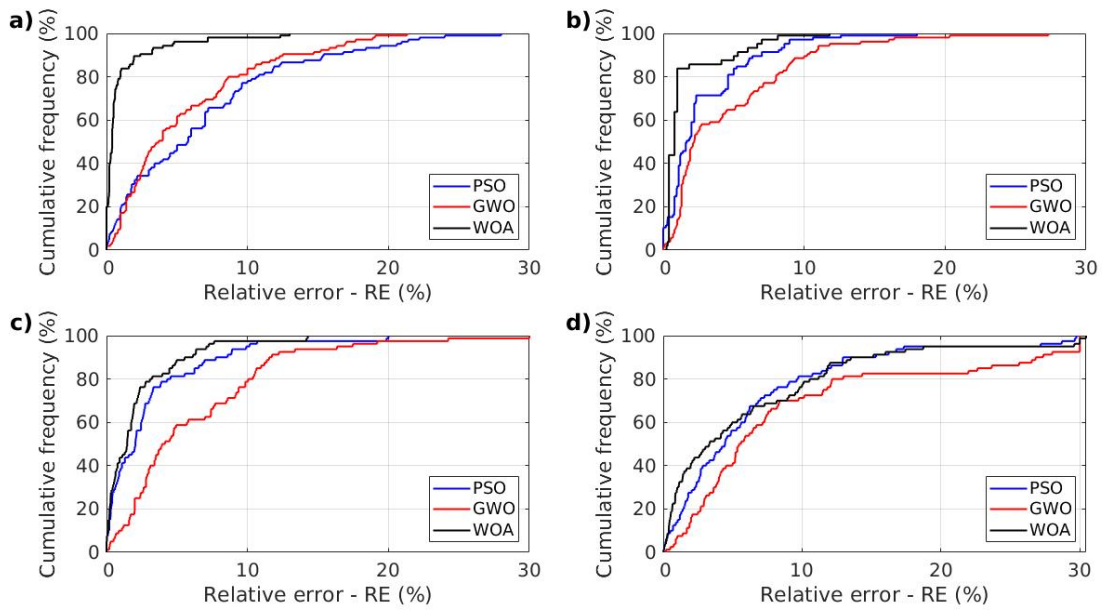 a)
Cumulative frequency (%)
100
80
60
40
20
0
0 10 20 30
Relative error - RE (%)
PSO
GWO
WOA
b)
Cumulative frequency (%)
100
80
60
40
20
0
0 10 20 30
Relative error - RE (%)
PSO
GWO
WOA
c)
Cumulative frequency (%)
100
80
60
40
20
0
0 10 20 30
Relative error - RE (%)
PSO
GWO
WOA
d)
Cumulative frequency (%)
100
80
60
40
20
0
0 10 20 30
Relative error - RE (%)
PSO
GWO
WOA